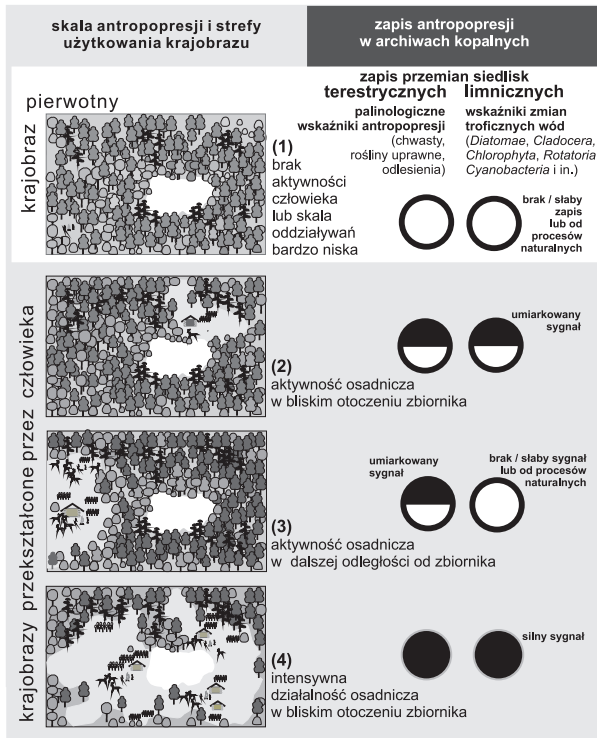 skala antropopresji i strefy
użytkowania krajobrazu
zapis antropopresji
w archiwach kopalnych
zapis przemian siedlisk
terestrycznych
limnicznych
palinologiczne
wskaźniki antropopresji
(chwasty,
rośliny uprawne,
odlesienia)
wskaźniki zmian
troficznych wód
(Diatomae, Cladocera,
Chlorophyta, Rotatoria
Cyanobacteria i in.)
krajobraz
pierwotny
(1)
brak
aktywności
człowieka
lub skala
oddziaływań
bardzo niska
brak / słaby
zapis
lub od
procesów
naturalnych
krajobrazy przekształcone przez człowieka
(2)
aktywność osadnicza
w bliskim otoczeniu zbiornika
umiarkowany
sygnał
(3)
aktywność osadnicza
w dalszej odległości od zbiornika
umiarkowany
sygnał
brak / słaby sygnał
lub od procesów
naturalnych
(4)
intensywna
działalność osadnicza
w bliskim otoczeniu zbiornika
silny sygnał